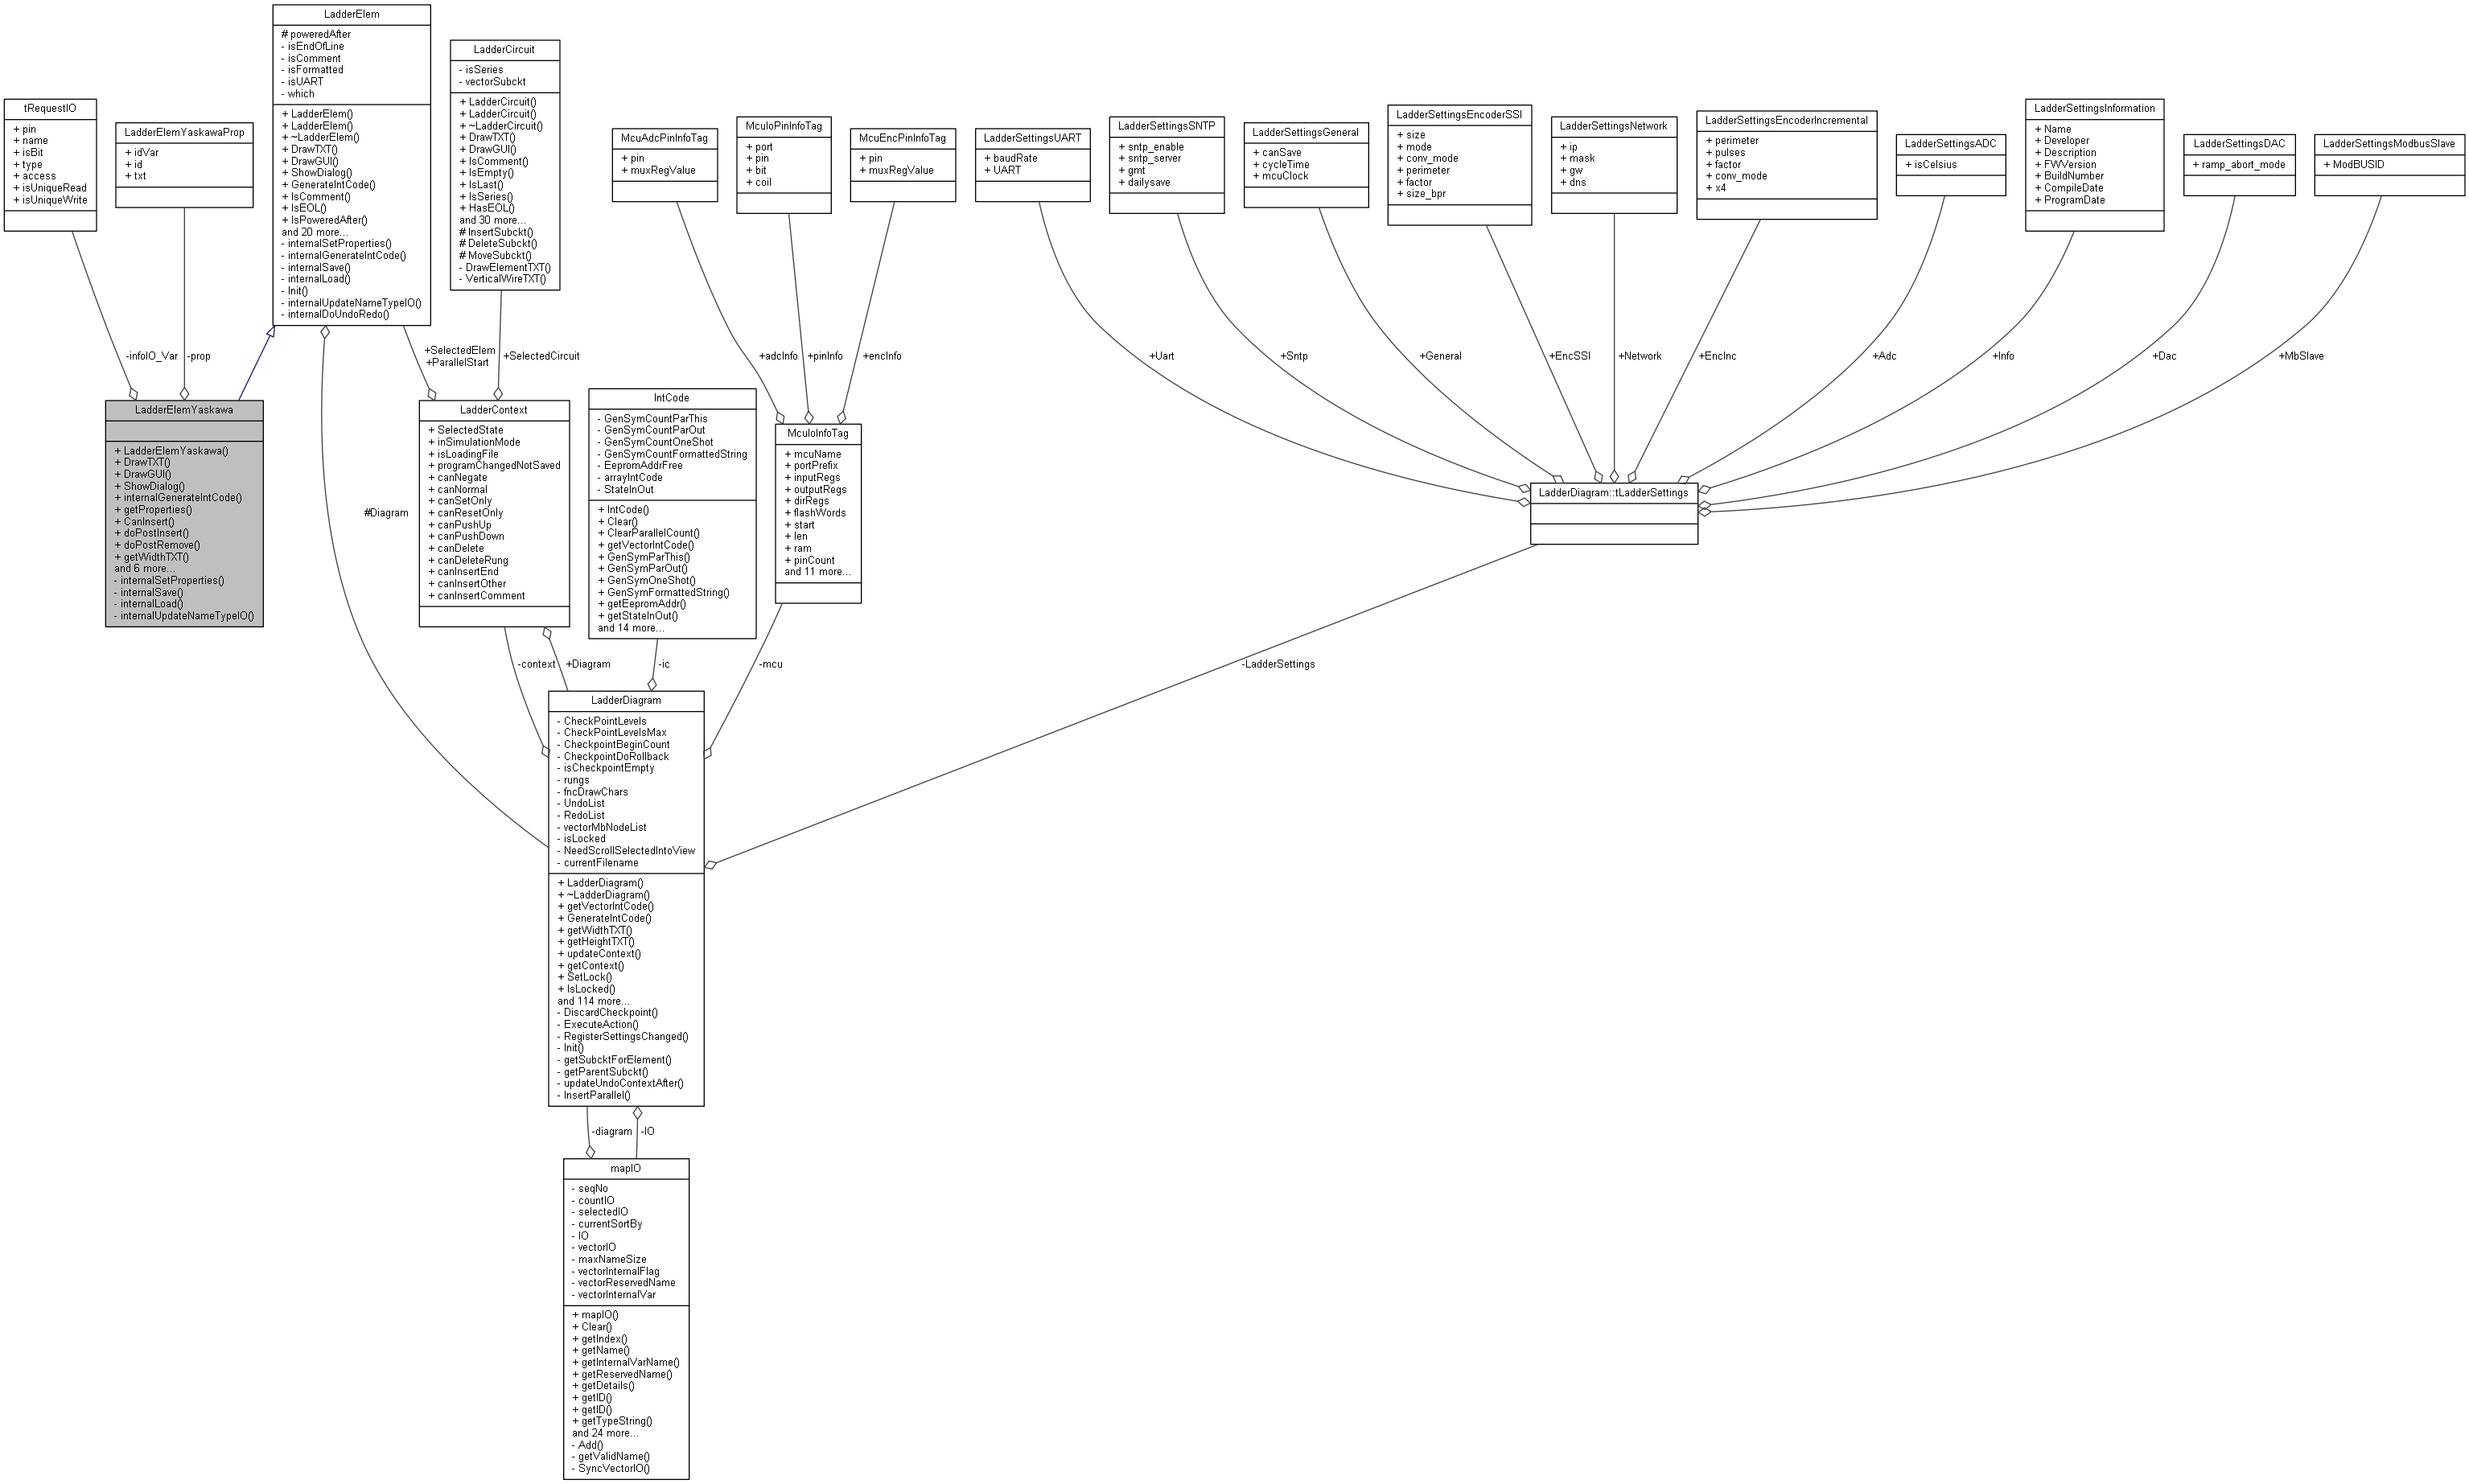 LadderElem
# poweredAfter
- isEndOfLine
- isComment
- isFormatted
- isUART
- which
+ LadderElem()
+ LadderElem()
+ ~LadderElem()
+ DrawTXT()
+ DrawGUI()
+ ShowDialog()
+ GenerateIntCode()
+ IsComment()
+ IsEOL()
+ IsPoweredAfter()
and 20 more...
- internalSetProperties()
- internalGenerateIntCode()
- internalSave()
- internalLoad()
- Init()
- internalUpdateNameTypeIO()
- internalDoUndoRedo()
LadderCircuit
- isSeries
- vectorSubckt
+ LadderCircuit()
+ LadderCircuit()
+ ~LadderCircuit()
+ DrawTXT()
+ DrawGUI()
+ IsComment()
+ IsEmpty()
+ IsLast()
+ IsSeries()
+ HasEOL()
and 30 more...
# InsertSubckt()
# DeleteSubckt()
# MoveSubckt()
- DrawElementTXT()
- VerticalWireTXT()
tRequestIO
+ pin
+ name
+ isBit
+ type
+ access
+ isUniqueRead
+ isUniqueWrite
LadderElemYaskawaProp
+ idVar
+ id
+ txt
McuAdcPinInfoTag
+ pin
+ muxRegValue
McuIoPinInfoTag
+ port
+ pin
+ bit
+ coil
McuEncPinInfoTag
+ pin
+ muxRegValue
LadderSettingsUART
+ baudRate
+ UART
LadderSettingsSNTP
+ sntp_enable
+ sntp_server
+ gmt
+ dailysave
LadderSettingsGeneral
+ canSave
+ cycleTime
+ mcuClock
LadderSettingsEncoderSSI
+ size
+ mode
+ conv_mode
+ perimeter
+ factor
+ size_bpr
LadderSettingsNetwork
+ ip
+ mask
+ gw
+ dns
LadderSettingsEncoderIncremental
+ perimeter
+ pulses
+ factor
+ conv_mode
+ x4
LadderSettingsADC
+ isCelsius
LadderSettingsInformation
+ Name
+ Developer
+ Description
+ FWVersion
+ BuildNumber
+ CompileDate
+ ProgramDate
LadderSettingsDAC
+ ramp_abort_mode
LadderSettingsModbusSlave
+ ModBUSID
-infoIO_Var
-prop
+SelectedElem
+ParallelStart
+SelectedCircuit
+adcInfo
+pinInfo
+encInfo
+Uart
+Sntp
+General
+EncSSI
+Network
+EncInc
+Adc
+Info
+Dac
+MbSlave
LadderElemYaskawa
+ LadderElemYaskawa()
+ DrawTXT()
+ DrawGUI()
+ ShowDialog()
+ internalGenerateIntCode()
+ getProperties()
+ CanInsert()
+ doPostInsert()
+ doPostRemove()
+ getWidthTXT()
and 6 more...
- internalSetProperties()
- internalSave()
- internalLoad()
- internalUpdateNameTypeIO()
#Diagram
LadderContext
+ SelectedState
+ inSimulationMode
+ isLoadingFile
+ programChangedNotSaved
+ canNegate
+ canNormal
+ canSetOnly
+ canResetOnly
+ canPushUp
+ canPushDown
+ canDelete
+ canDeleteRung
+ canInsertEnd
+ canInsertOther
+ canInsertComment
IntCode
- GenSymCountParThis
- GenSymCountParOut
- GenSymCountOneShot
- GenSymCountFormattedString
- EepromAddrFree
- arrayIntCode
- StateInOut
+ IntCode()
+ Clear()
+ ClearParallelCount()
+ getVectorIntCode()
+ GenSymParThis()
+ GenSymParOut()
+ GenSymOneShot()
+ GenSymFormattedString()
+ getEepromAddr()
+ getStateInOut()
and 14 more...
McuIoInfoTag
+ mcuName
+ portPrefix
+ inputRegs
+ outputRegs
+ dirRegs
+ flashWords
+ start
+ len
+ ram
+ pinCount
and 11 more...
LadderDiagram::tLadderSettings
-context
+Diagram
-ic
-mcu
-LadderSettings
LadderDiagram
- CheckPointLevels
- CheckPointLevelsMax
- CheckpointBeginCount
- CheckpointDoRollback
- isCheckpointEmpty
- rungs
- fncDrawChars
- UndoList
- RedoList
- vectorMbNodeList
- isLocked
- NeedScrollSelectedIntoView
- currentFilename
+ LadderDiagram()
+ ~LadderDiagram()
+ getVectorIntCode()
+ GenerateIntCode()
+ getWidthTXT()
+ getHeightTXT()
+ updateContext()
+ getContext()
+ SetLock()
+ IsLocked()
and 114 more...
- DiscardCheckpoint()
- ExecuteAction()
- RegisterSettingsChanged()
- Init()
- getSubcktForElement()
- getParentSubckt()
- updateUndoContextAfter()
- InsertParallel()
-diagram
-IO
mapIO
- seqNo
- countIO
- selectedIO
- currentSortBy
- IO
- vectorIO
- maxNameSize
- vectorInternalFlag
- vectorReservedName
- vectorInternalVar
+ mapIO()
+ Clear()
+ getIndex()
+ getName()
+ getInternalVarName()
+ getReservedName()
+ getDetails()
+ getID()
+ getID()
+ getTypeString()
and 24 more...
- Add()
- getValidName()
- SyncVectorIO()